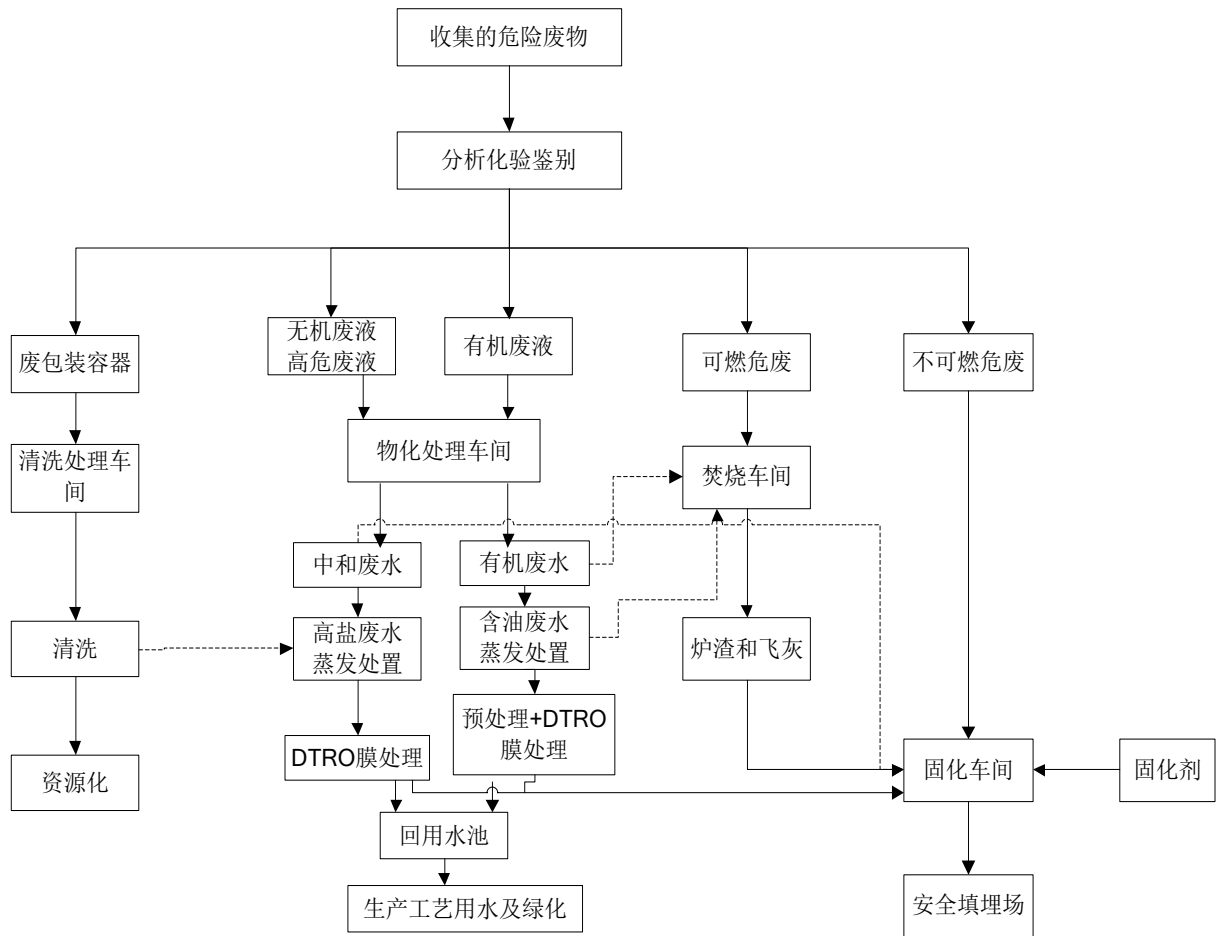 收集的危险废物
分析化验鉴别
废包装容器
无机废液
高危废液
有机废液
可燃危废
不可燃危废
清洗处理车
间
物化处理车间
焚烧车间
中和废水
有机废水
清洗
高盐废水
蒸发处置
含油废水
蒸发处置
炉渣和飞灰
预处理+DTRO
膜处理
DTRO膜处理
资源化
固化车间
固化剂
回用水池
生产工艺用水及绿化
安全填埋场